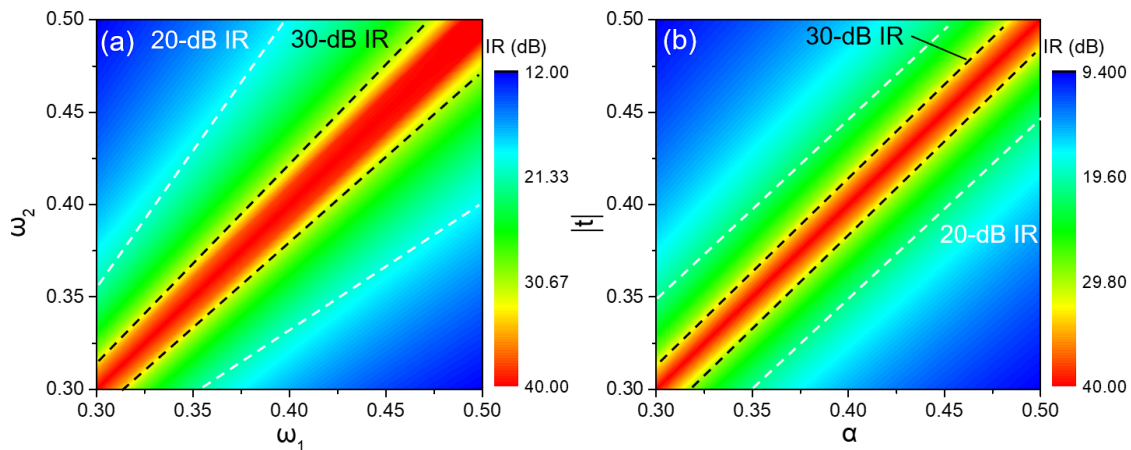 (a) 20-dB IR 30-dB IR
IR (dB)
12.00
21.33
30.67
40.00
0.50
0.45
0.40
0.35
0.30
ω2
0.30 0.35 0.40 0.45 0.50
ω1
(b) 30-dB IR
20-dB IR
IR (dB)
9.400
19.60
29.80
40.00
0.50
0.45
0.40
0.35
0.30
|t|
0.30 0.35 0.40 0.45 0.50
α